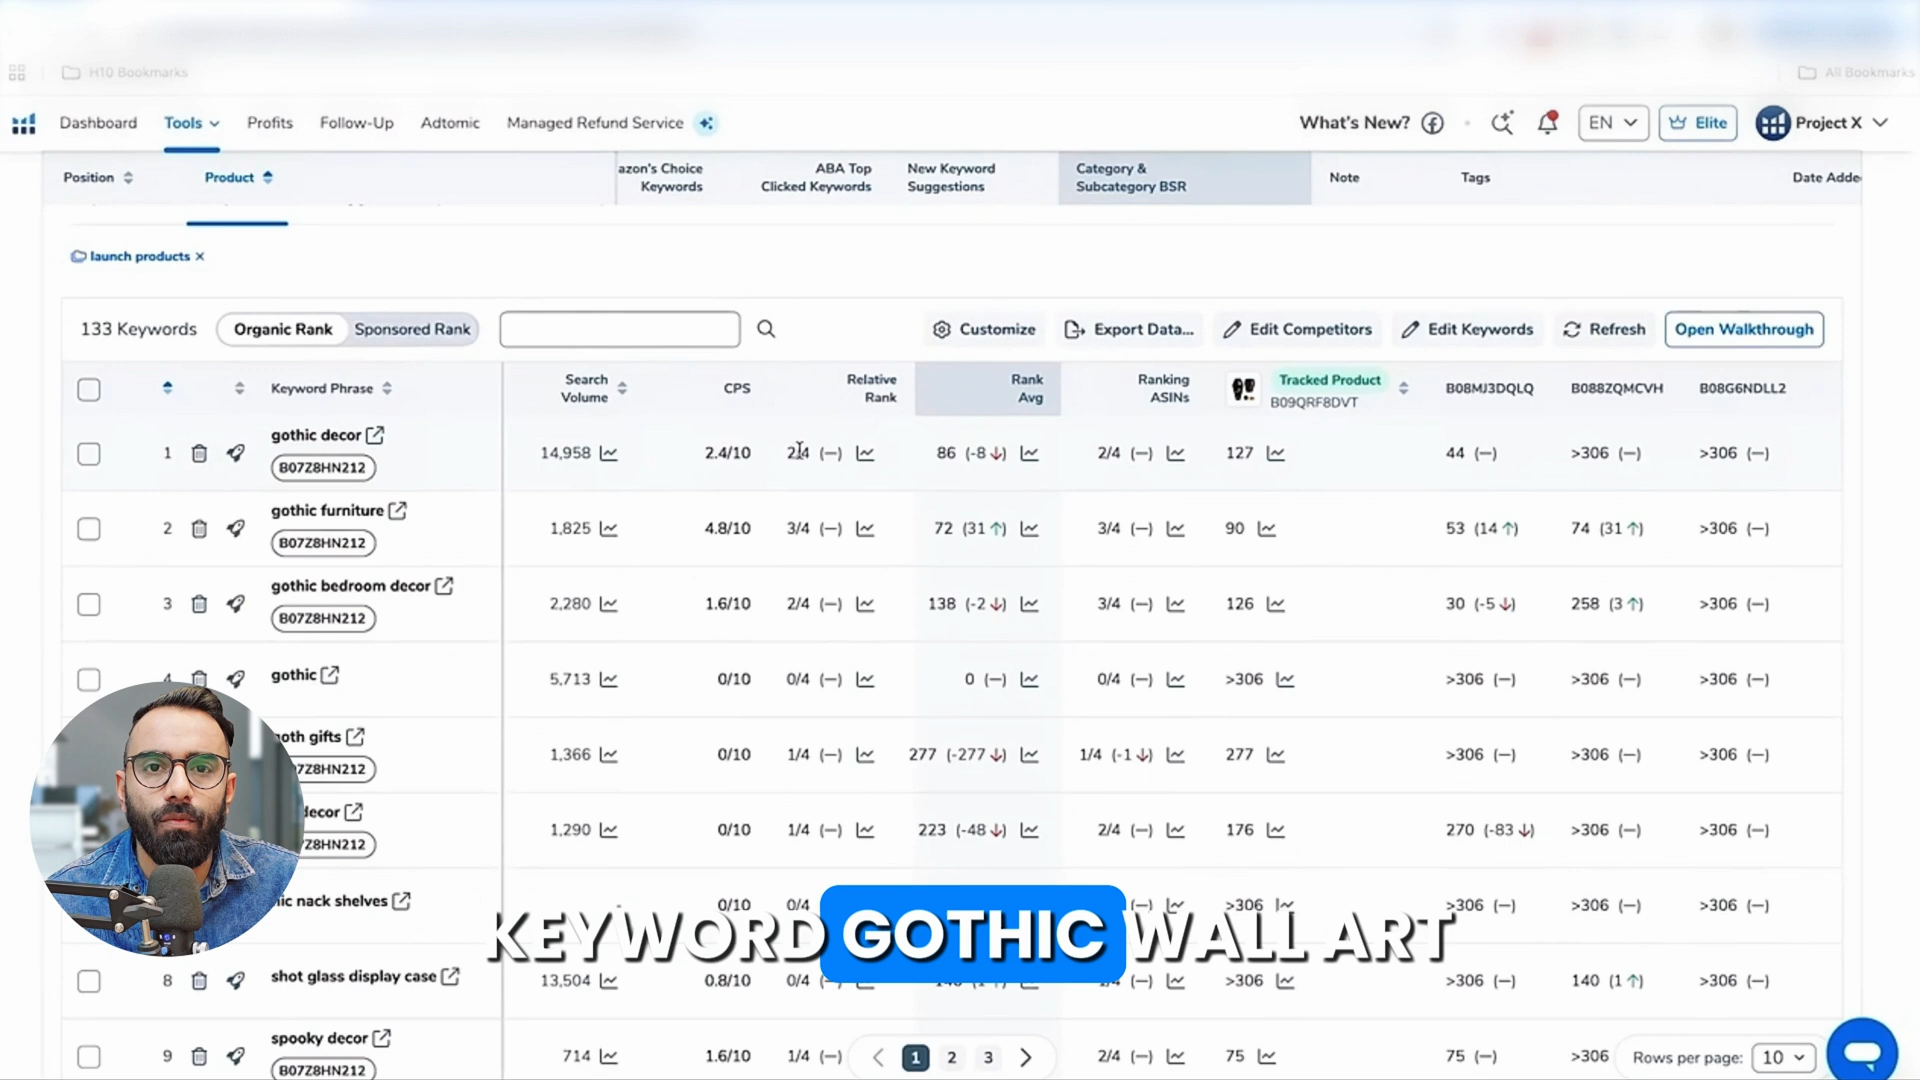 H10 Bookmarks
All Bookmarks
Dashboard Tools Profits Follow-Up Adtomic Managed Refund Service What's New? EN Elite Project X
Position Product azon's Choice Keywords ABA Top Clicked Keywords New Keyword Suggestions Category & Subcategory BSR Note Tags Date Adde
launch products ×
133 Keywords Organic Rank Sponsored Rank Customize Export Data... Edit Competitors Edit Keywords Refresh Open Walkthrough
Keyword Phrase Search Volume CPS Relative Rank Rank Avg Ranking ASINs Tracked Product B09QRF8DVT B08MJ3DQLQ B088ZQMCVH B08G6NDLL2
1 gothic decor 14,958 2.4/10 2/4 (—) 86 (-8↓) 2/4 (—) 127 44 (—) >306 (—) >306 (—)
B07Z8HN212
2 gothic furniture 1,825 4.8/10 3/4 (—) 72 (31↑) 3/4 (—) 90 53 (14↑) 74 (31↑) >306 (—)
B07Z8HN212
3 gothic bedroom decor 2,280 1.6/10 2/4 (—) 138 (-2↓) 3/4 (—) 126 30 (-5↓) 258 (3↑) >306 (—)
B07Z8HN212
4 gothic 5,713 0/10 0/4 (—) 0 (—) 0/4 (—) >306 >306 (—) >306 (—) >306 (—)
oth gifts 1,366 0/10 1/4 (—) 277 (-277↓) 1/4 (-1↓) 277 >306 (—) >306 (—) >306 (—)
7Z8HN212
decor 1,290 0/10 1/4 (—) 223 (-48↓) 2/4 (—) 176 270 (-83↓) >306 (—) >306 (—)
7Z8HN212
ic nack shelves 0/10 0/4 (—) >306 >306 (—) >306 (—) >306 (—)
KEYWORD GOTHIC WALL ART
8 shot glass display case 13,504 0.8/10 0/4 1/4 (—) >306 >306 (—) 140 (1↑) >306 (—)
9 spooky decor 714 1.6/10 1/4 (—) 2/4 (—) 75 75 (—) >306
B07Z8HN212
1 2 3
Rows per page: 10